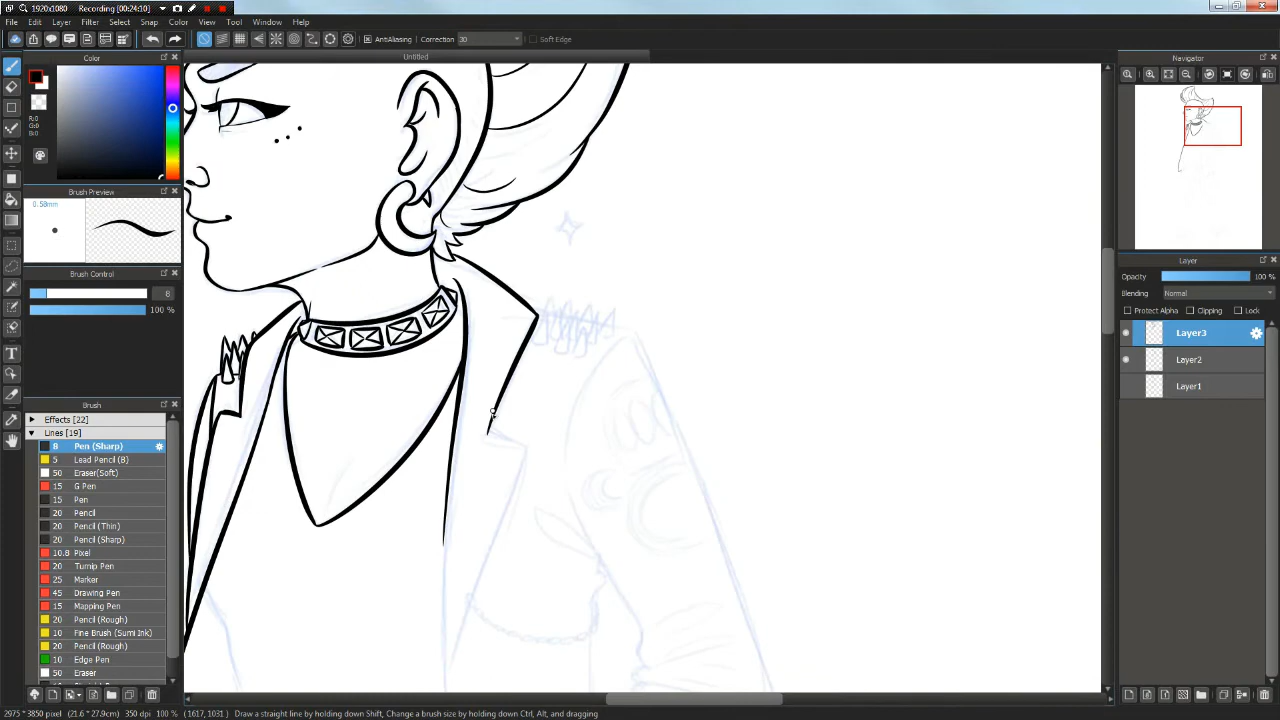 1920x1080 Recording [00:24:10]
File Edit Layer Filter Select Snap Color View Tool Window Help
AntiAliasing Correction 30 Soft Edge
Color Untitled Navigator
R:0
G:0
B:0
Brush Preview
0.58mm
Layer
Brush Control
Opacity 100 %
8
Blending Normal
100 %
Protect Alpha Clipping Lock
Layer3
Layer2
Layer1
Brush
Effects [22]
Lines [19]
8 Pen (Sharp)
5 Lead Pencil (B)
50 Eraser(Soft)
15 G Pen
15 Pen
20 Pencil
20 Pencil (Thin)
20 Pencil (Sharp)
10.8 Pixel
20 Turnip Pen
25 Marker
45 Drawing Pen
15 Mapping Pen
20 Pencil (Rough)
10 Fine Brush (Sumi Ink)
20 Pencil (Rough)
10 Edge Pen
50 Eraser
2975 * 3850 pixel (21.6 * 27.9cm) 350 dpi 100 % (1617, 1031) Draw a straight line by holding down Shift, Change a brush size by holding down Ctrl, Alt, and dragging